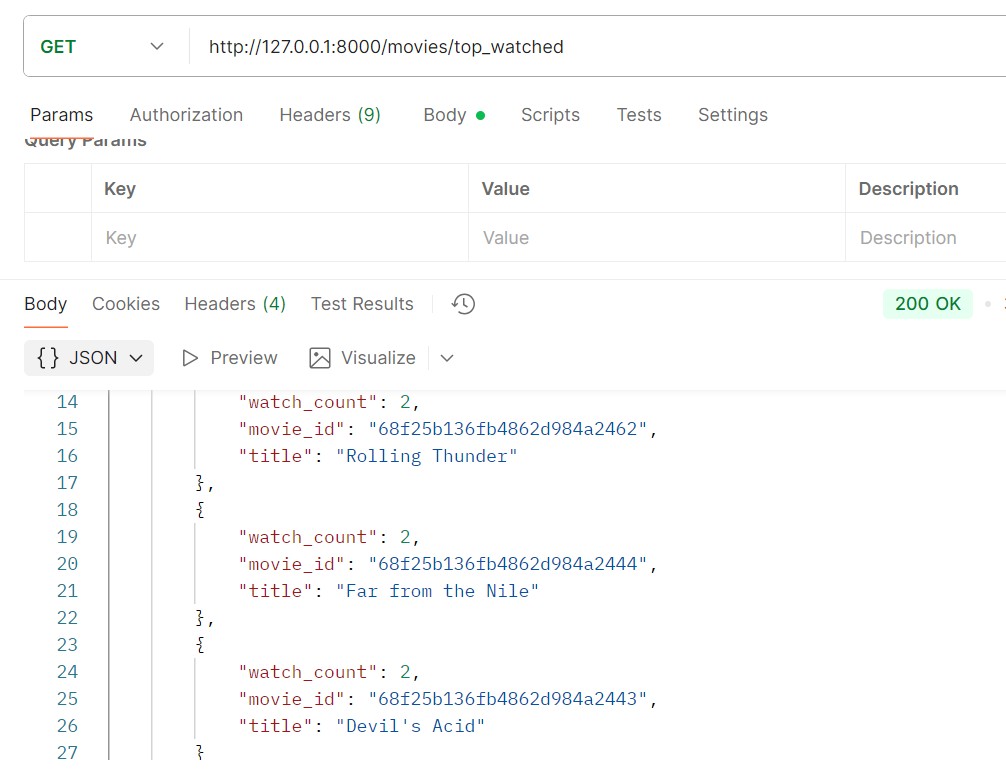 GET http://127.0.0.1:8000/movies/top_watched
Params Authorization Headers (9) Body Scripts Tests Settings
Query Params
Key Value Description
Key Value Description
Body Cookies Headers (4) Test Results 200 OK
{} JSON Preview Visualize
14 "watch_count": 2,
15 "movie_id": "68f25b136fb4862d984a2462",
16 "title": "Rolling Thunder"
17 },
18 {
19 "watch_count": 2,
20 "movie_id": "68f25b136fb4862d984a2444",
21 "title": "Far from the Nile"
22 },
23 {
24 "watch_count": 2,
25 "movie_id": "68f25b136fb4862d984a2443",
26 "title": "Devil's Acid"
27 }